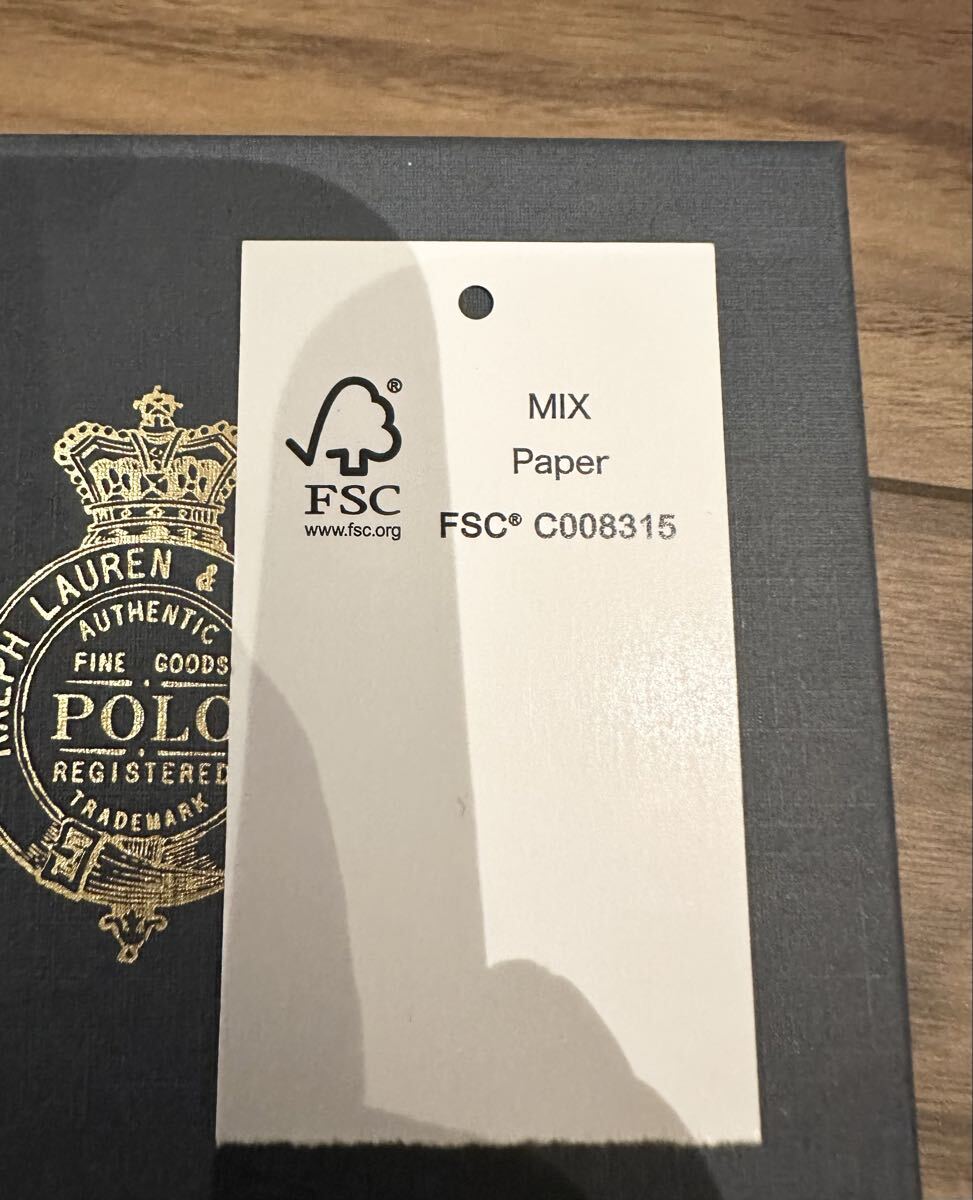 MIX
Paper
FSC® C008315
®
FSC
www.fsc.org
RALPH LAUREN &
AUTHENTIC
FINE GOODS
POLO
REGISTERED
TRADEMARK